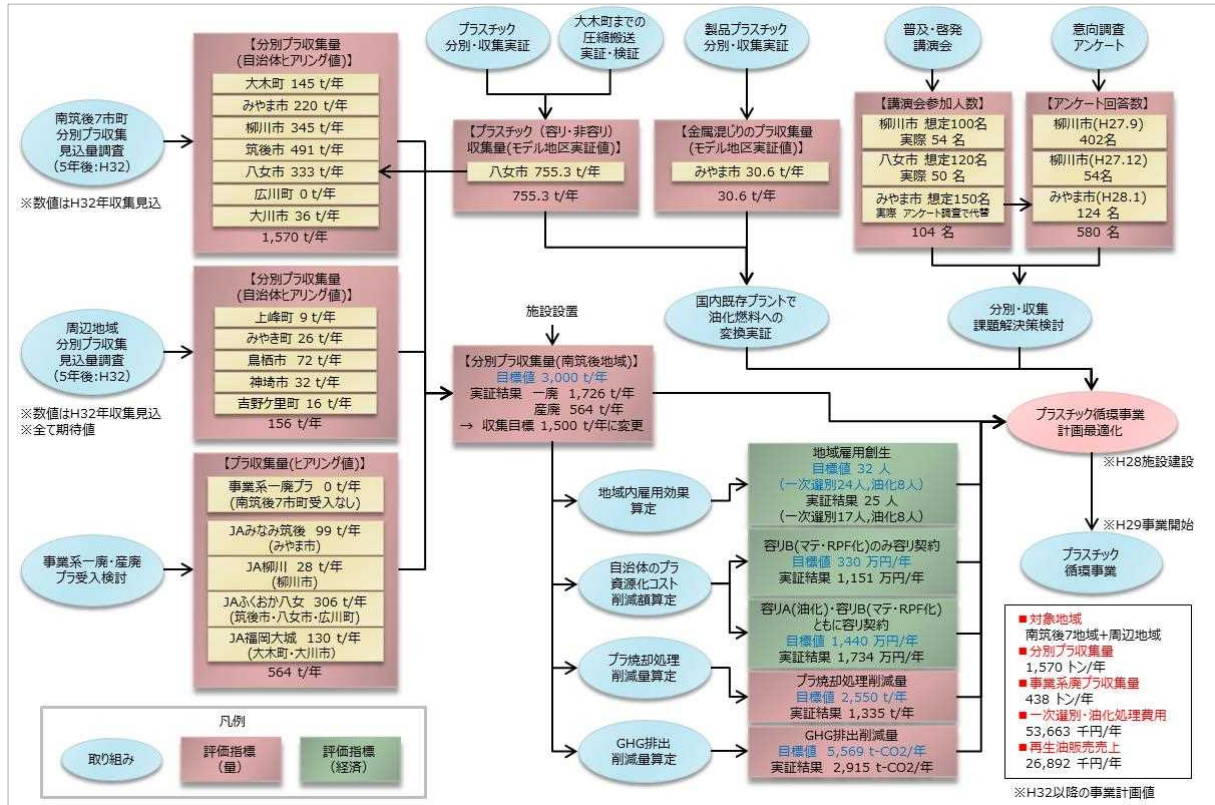 南筑後7市町
分別プラ収集
見込量調査
(5年後:H32)
※数値はH32年収集見込
【分別プラ収集量
(自治体ヒアリング値)】
大木町 145 t/年
みやま市 220 t/年
柳川市 345 t/年
筑後市 491 t/年
八女市 333 t/年
広川町 0 t/年
大川市 36 t/年
1,570 t/年
プラスチック
分別・収集実証
大木町までの
圧縮搬送
実証・検証
【プラスチック（容リ・非容リ）
収集量(モデル地区実証値)】
八女市 755.3 t/年
755.3 t/年
製品プラスチック
分別・収集実証
【金属混じりのプラ収集量
(モデル地区実証値)】
みやま市 30.6 t/年
30.6 t/年
普及・啓発
講演会
【講演会参加人数】
柳川市 想定100名
実際 54 名
八女市 想定120名
実際 50 名
みやま市 想定150名
実際 アンケート調査で代替
104 名
意向調査
アンケート
【アンケート回答数】
柳川市(H27.9)
402名
柳川市(H27.12)
54名
みやま市(H28.1)
124 名
580 名
周辺地域
分別プラ収集
見込量調査
(5年後:H32)
※数値はH32年収集見込
※全て期待値
【分別プラ収集量
(自治体ヒアリング値)】
上峰町 9 t/年
みやき町 26 t/年
鳥栖市 72 t/年
神埼市 32 t/年
吉野ケ里町 16 t/年
156 t/年
施設設置
【分別プラ収集量(南筑後地域)】
目標値 3,000 t/年
実証結果 一廃 1,726 t/年
産廃 564 t/年
→ 収集目標 1,500 t/年に変更
国内既存プラントで
油化燃料への
変換実証
分別・収集
課題解決策検討
プラスチック循環事業
計画最適化
※H28施設建設
※H29事業開始
プラスチック
循環事業
事業系一廃・産廃
プラ受入検討
【プラ収集量(ヒアリング値)】
事業系一廃プラ 0 t/年
(南筑後7市町受入なし)
JAみなみ筑後 99 t/年
(みやま市)
JA柳川 28 t/年
(柳川市)
JAふくおか八女 306 t/年
(筑後市・八女市・広川町)
JA福岡大城 130 t/年
(大木町・大川市)
564 t/年
地域内雇用効果
算定
地域雇用創生
目標値 32 人
(一次選別24人,油化8人)
実証結果 25 人
(一次選別17人,油化8人)
自治体のプラ
資源化コスト
削減額算定
容リB(マテ・RPF化)のみ容リ契約
目標値 330 万円/年
実証結果 1,151 万円/年
容リA(油化)・容リB(マテ・RPF化)
ともに容リ契約
目標値 1,440 万円/年
実証結果 1,734 万円/年
プラ焼却処理
削減量算定
プラ焼却処理削減量
目標値 2,550 t/年
実証結果 1,335 t/年
GHG排出
削減量算定
GHG排出削減量
目標値 5,569 t-CO2/年
実証結果 2,915 t-CO2/年
■対象地域
南筑後7地域+周辺地域
■分別プラ収集量
1,570 トン/年
■事業系廃プラ収集量
438 トン/年
■一次選別・油化処理費用
53,663 千円/年
■再生油販売売上
26,892 千円/年
※H32以降の事業計画値
凡例
取り組み
評価指標
（量）
評価指標
（経済）